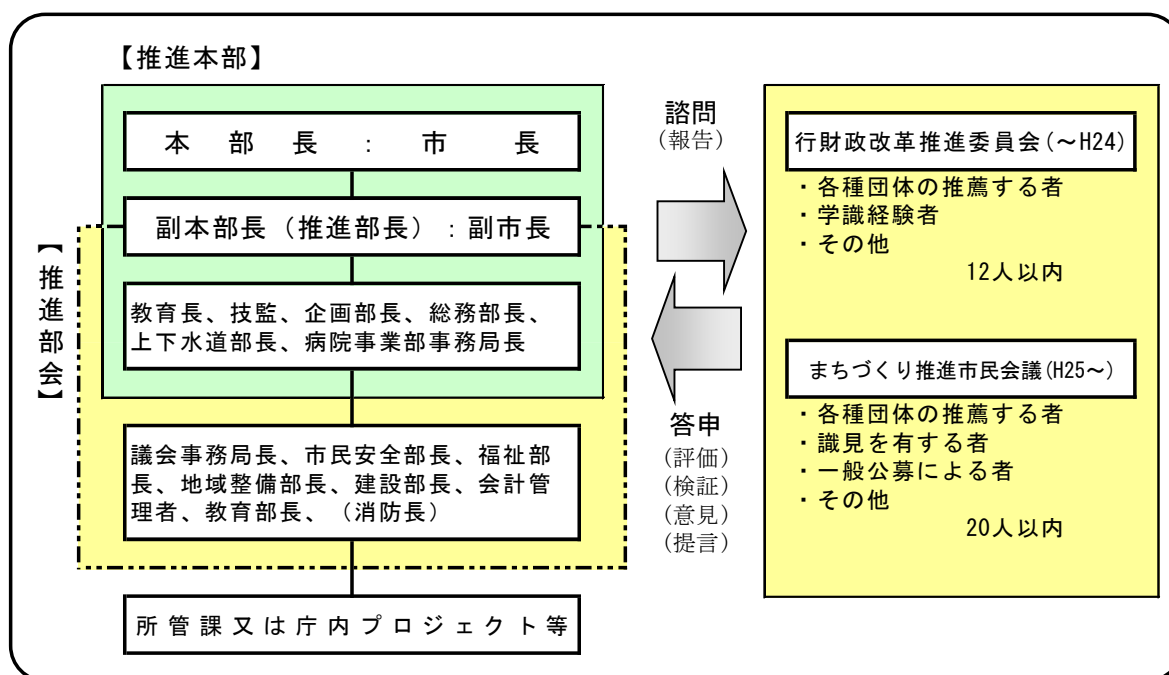 【推進本部】
本部長：市長
副本部長（推進部長）：副市長
【推進部会】
教育長、技監、企画部長、総務部長、
上下水道部長、病院事業部事務局長
議会事務局長、市民安全部長、福祉部
長、地域整備部長、建設部長、会計管
理者、教育部長、（消防長）
所管課又は庁内プロジェクト等
諮問
（報告）
答申
（評価）
（検証）
（意見）
（提言）
行財政改革推進委員会(～H24)
・各種団体の推薦する者
・学識経験者
・その他
12人以内
まちづくり推進市民会議(H25～)
・各種団体の推薦する者
・識見を有する者
・一般公募による者
・その他
20人以内